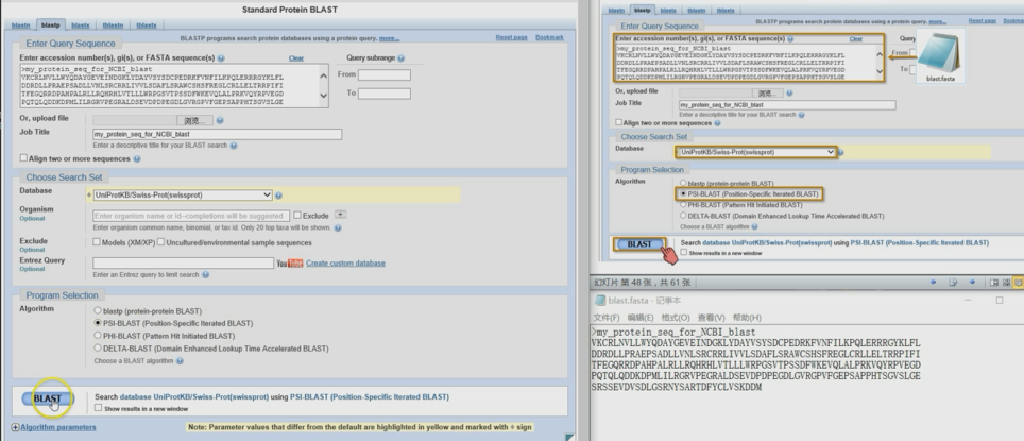 Standard Protein BLAST
blastn Blastp blastx tblastn tblastx
BLASTP programs search protein databases using a protein query. more... Reset page Bookmark
Enter Query Sequence
Enter accession number(s), gi(s), or FASTA sequence(s) Clear Query subrange
>my_protein_seq_for_NCBI_blast
VKCRLNVLLWYQDAYGEVEINDGKLYDAYVSYSDCPEDRKFVNFILKPQLERRRGYKLFL
DDRDLLPRAEPSADLLVNLSRCRRLIVVLSDAFLSRAWCSHSFREGLCRLLELTRRPIFI
TFEGQRRDPAHPALRLLRQHRHLVTLLLWRPGSVTPSSDFWKEVQLALPRKVQYRPVEGD
PQTQLQDDKDPMLILRGRVPEGRALDSEVDPDPEGDLGVRGPVFGEPSAPPHTSGVSLGE
From
To
Or, upload file 浏览...
Job Title my_protein_seq_for_NCBI_blast
Enter a descriptive title for your BLAST search
Align two or more sequences
Choose Search Set
Database UniProtKB/Swiss-Prot(swissprot)
Organism
Optional
Enter organism name or id--completions will be suggested Exclude +
Enter organism common name, binomial, or tax id. Only 20 top taxa will be shown.
Exclude
Optional
Models (XM/XP) Uncultured/environmental sample sequences
Entrez Query
Optional
YouTube Create custom database
Enter an Entrez query to limit search
Program Selection
Algorithm
blastp (protein-protein BLAST)
PSI-BLAST (Position-Specific Iterated BLAST)
PHI-BLAST (Pattern Hit Initiated BLAST)
DELTA-BLAST (Domain Enhanced Lookup Time Accelerated BLAST)
Choose a BLAST algorithm
BLAST
Search database UniProtKB/Swiss-Prot(swissprot) using PSI-BLAST (Position-Specific Iterated BLAST)
Show results in a new window
Algorithm parameters
Note: Parameter values that differ from the default are highlighted in yellow and marked with + sign
blastn blastp blastx tblastn tblastx
BLASTP programs search protein databases using a protein query. more... Reset page Bookmark
Enter Query Sequence
Enter accession number(s), gi(s), or FASTA sequence(s) Clear Query
>my_protein_seq_for_NCBI_blast
VKCRLNVLLWYQDAYGEVEINDGKLYDAYVSYSDCPEDRKFVNFILKPQLERRRGYKLFL
DDRDLLPRAEPSADLLVNLSRCRRLIVVLSDAFLSRAWCSHSFREGLCRLLELTRRPIFI
TFEGQRRDPAHPALRLLRQHRHLVTLLLWRPGSVTPSSDFWKEVQLALPRKVQYRPVEGD
PQTQLQDDKDPMLILRGRVPEGRALDSEVDPDPEGDLGVRGPVFGEPSAPPHTSGVSLGE
From
To
blast.fasta
Or, upload file 浏览...
Job Title my_protein_seq_for_NCBI_blast
Enter a descriptive title for your BLAST search
Align two or more sequences
Choose Search Set
Database UniProtKB/Swiss-Prot(swissprot)
Program Selection
Algorithm
blastp (protein-protein BLAST)
PSI-BLAST (Position-Specific Iterated BLAST)
PHI-BLAST (Pattern Hit Initiated BLAST)
DELTA-BLAST (Domain Enhanced Lookup Time Accelerated BLAST)
Choose a BLAST algorithm
BLAST
Search database UniProtKB/Swiss-Prot(swissprot) using PSI-BLAST (Position-Specific Iterated BLAST)
Show results in a new window
幻灯片 第 48 张，共 61 张
blast.fasta - 记事本
文件(F) 编辑(E) 格式(O) 查看(V) 帮助(H)
>my_protein_seq_for_NCBI_blast
VKCRLNVLLWYQDAYGEVEINDGKLYDAYVSYSDCPEDRKFVNFILKPQLERRRGYKLFL
DDRDLLPRAEPSADLLVNLSRCRRLIVVLSDAFLSRAWCSHSFREGLCRLLELTRRPIFI
TFEGQRRDPAHPALRLLRQHRHLVTLLLWRPGSVTPSSDFWKEVQLALPRKVQYRPVEGD
PQTQLQDDKDPMLILRGRVPEGRALDSEVDPDPEGDLGVRGPVFGEPSAPPHTSGVSLGE
SRSSEVDVSDLGSRNYSARTDFYCLVSKDDM